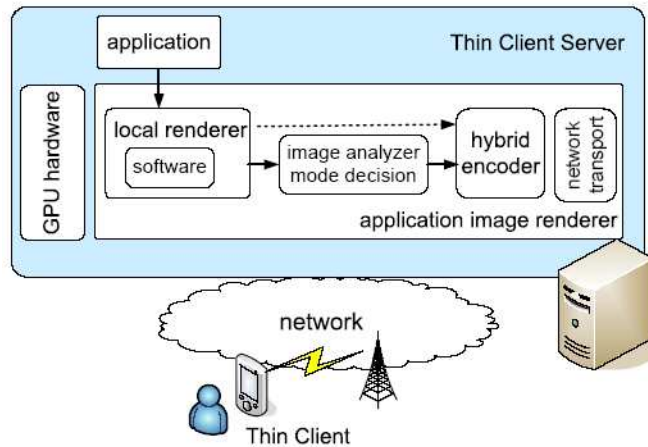 application
Thin Client Server
GPU hardware
local renderer
software
image analyzer
mode decision
hybrid
encoder
network
transport
application image renderer
network
Thin Client